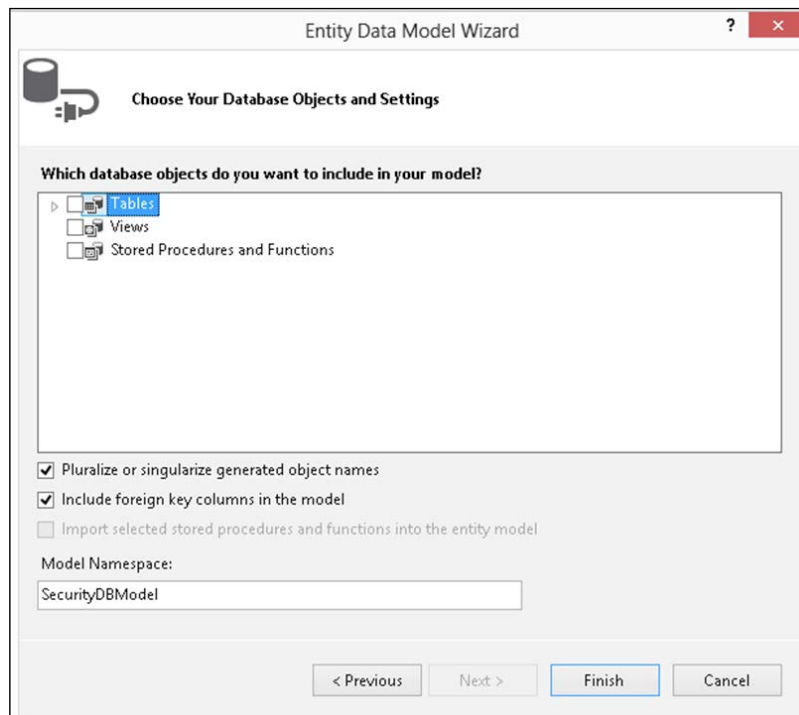 Entity Data Model Wizard
?
Choose Your Database Objects and Settings
Which database objects do you want to include in your model?
Tables
Views
Stored Procedures and Functions
Pluralize or singularize generated object names
Include foreign key columns in the model
Import selected stored procedures and functions into the entity model
Model Namespace:
SecurityDBModel
< Previous Next > Finish Cancel